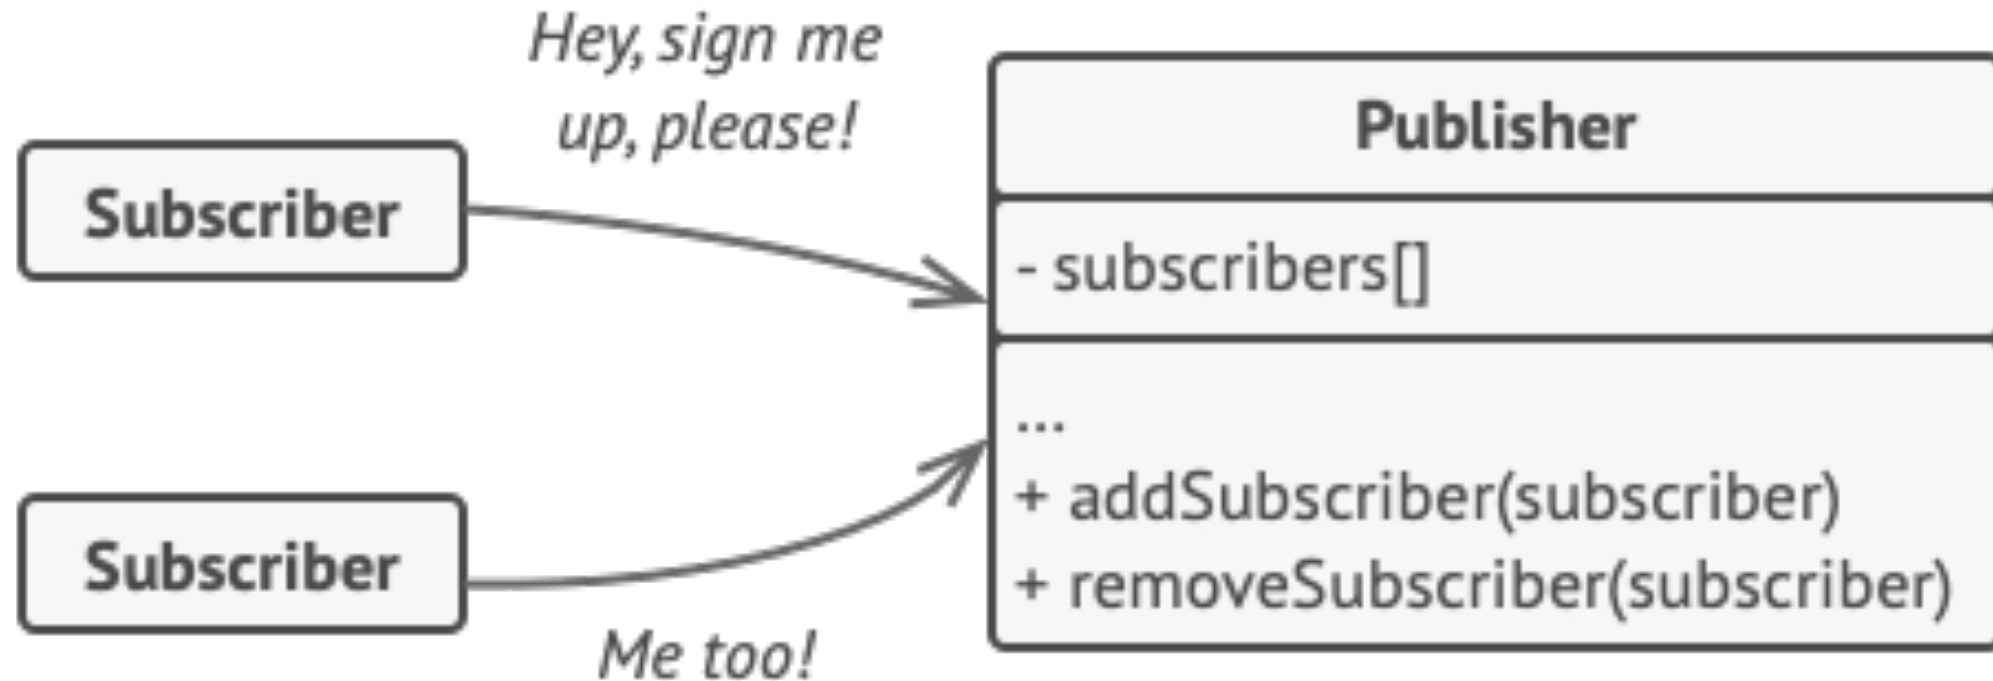 Hey, sign me
up, please!
Subscriber
Subscriber
Me too!
Publisher
- subscribers[]
...
+ addSubscriber(subscriber)
+ removeSubscriber(subscriber)